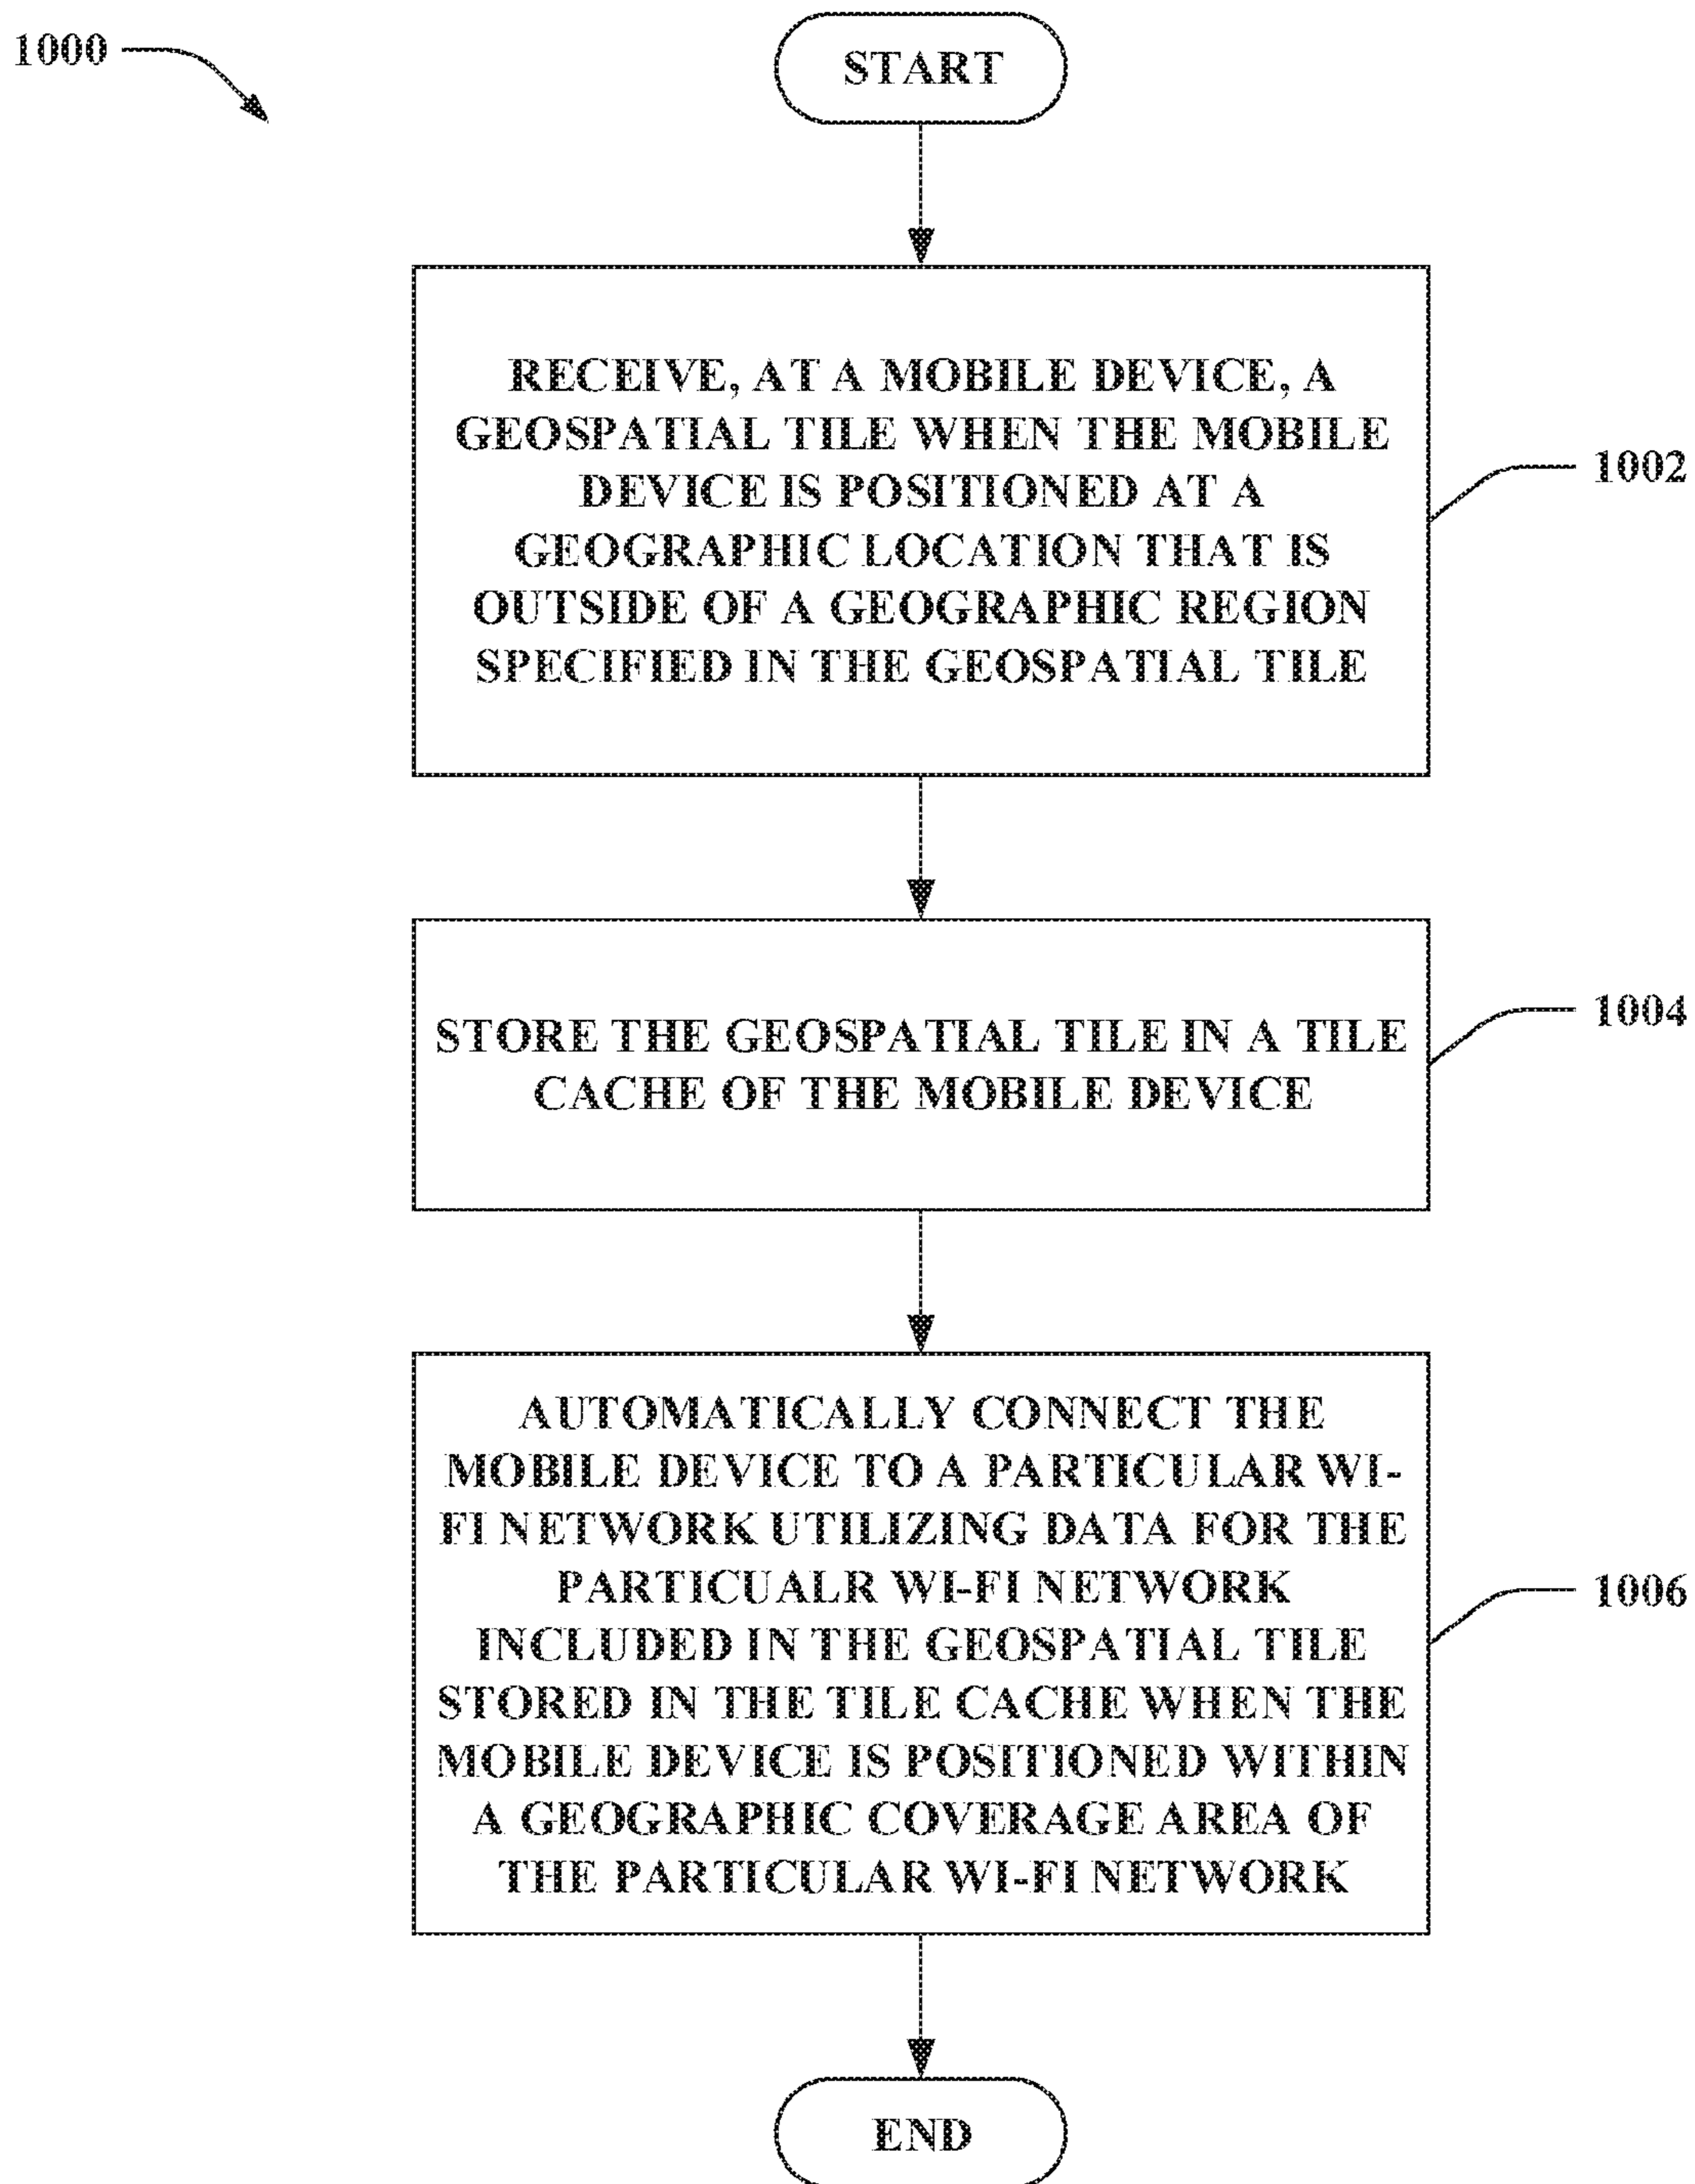 1000
START
RECEIVE, AT A MOBILE DEVICE, A
GEOSPATIAL TILE WHEN THE MOBILE
DEVICE IS POSITIONED AT A
GEOGRAPHIC LOCATION THAT IS
OUTSIDE OF A GEOGRAPHIC REGION
SPECIFIED IN THE GEOSPATIAL TILE
1002
STORE THE GEOSPATIAL TILE IN A TILE
CACHE OF THE MOBILE DEVICE
1004
AUTOMATICALLY CONNECT THE
MOBILE DEVICE TO A PARTICULAR WI-
FI NETWORK UTILIZING DATA FOR THE
PARTICUALR WI-FI NETWORK
INCLUDED IN THE GEOSPATIAL TILE
STORED IN THE TILE CACHE WHEN THE
MOBILE DEVICE IS POSITIONED WITHIN
A GEOGRAPHIC COVERAGE AREA OF
THE PARTICULAR WI-FI NETWORK
1006
END